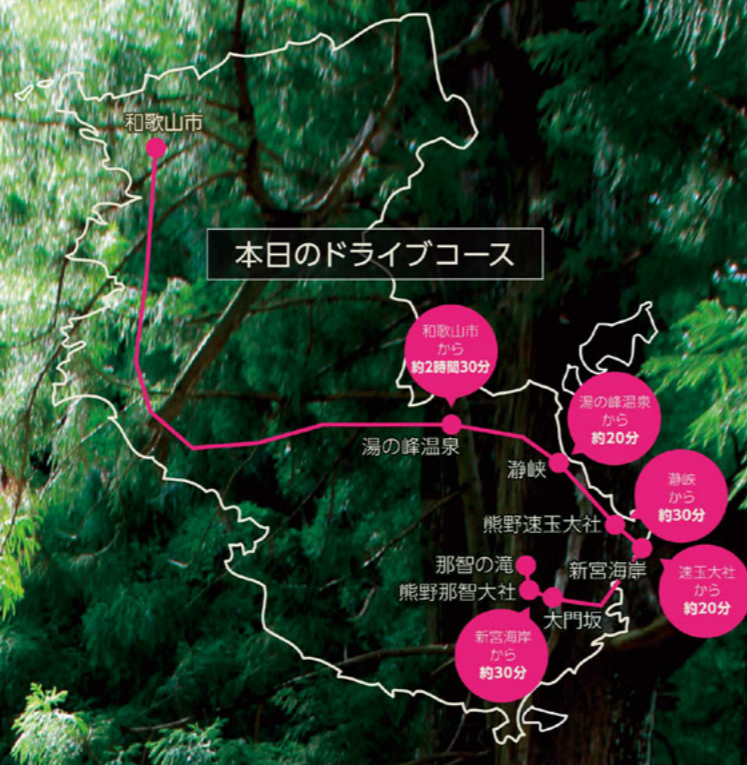 和歌山市
本日のドライブコース
和歌山市
から
約2時間30分
湯の峰温泉
湯の峰温泉
から
約20分
瀞峡
瀞峡
から
約30分
熊野速玉大社
新宮海岸
速玉大社
から
約20分
那智の滝
熊野那智大社
大門坂
新宮海岸
から
約30分